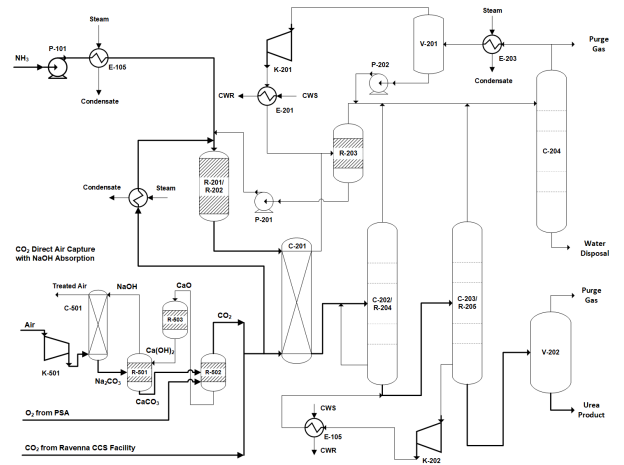 Steam
P-101
NH3
E-105
Condensate
K-201
CWR
CWS
E-201
V-201
P-202
Steam
E-203
Condensate
Purge
Gas
R-203
C-204
R-201/
R-202
P-201
Condensate
Steam
Water
Disposal
CO2 Direct Air Capture
with NaOH Absorption
C-201
C-202/
R-204
C-203/
R-205
Treated Air
NaOH
CaO
CO2
C-501
R-503
Air
Ca(OH)2
K-501
Na2CO3
R-501
R-502
CaCO3
O2 from PSA
CO2 from Ravenna CCS Facility
CWS
E-105
CWR
K-202
Purge
Gas
V-202
Urea
Product